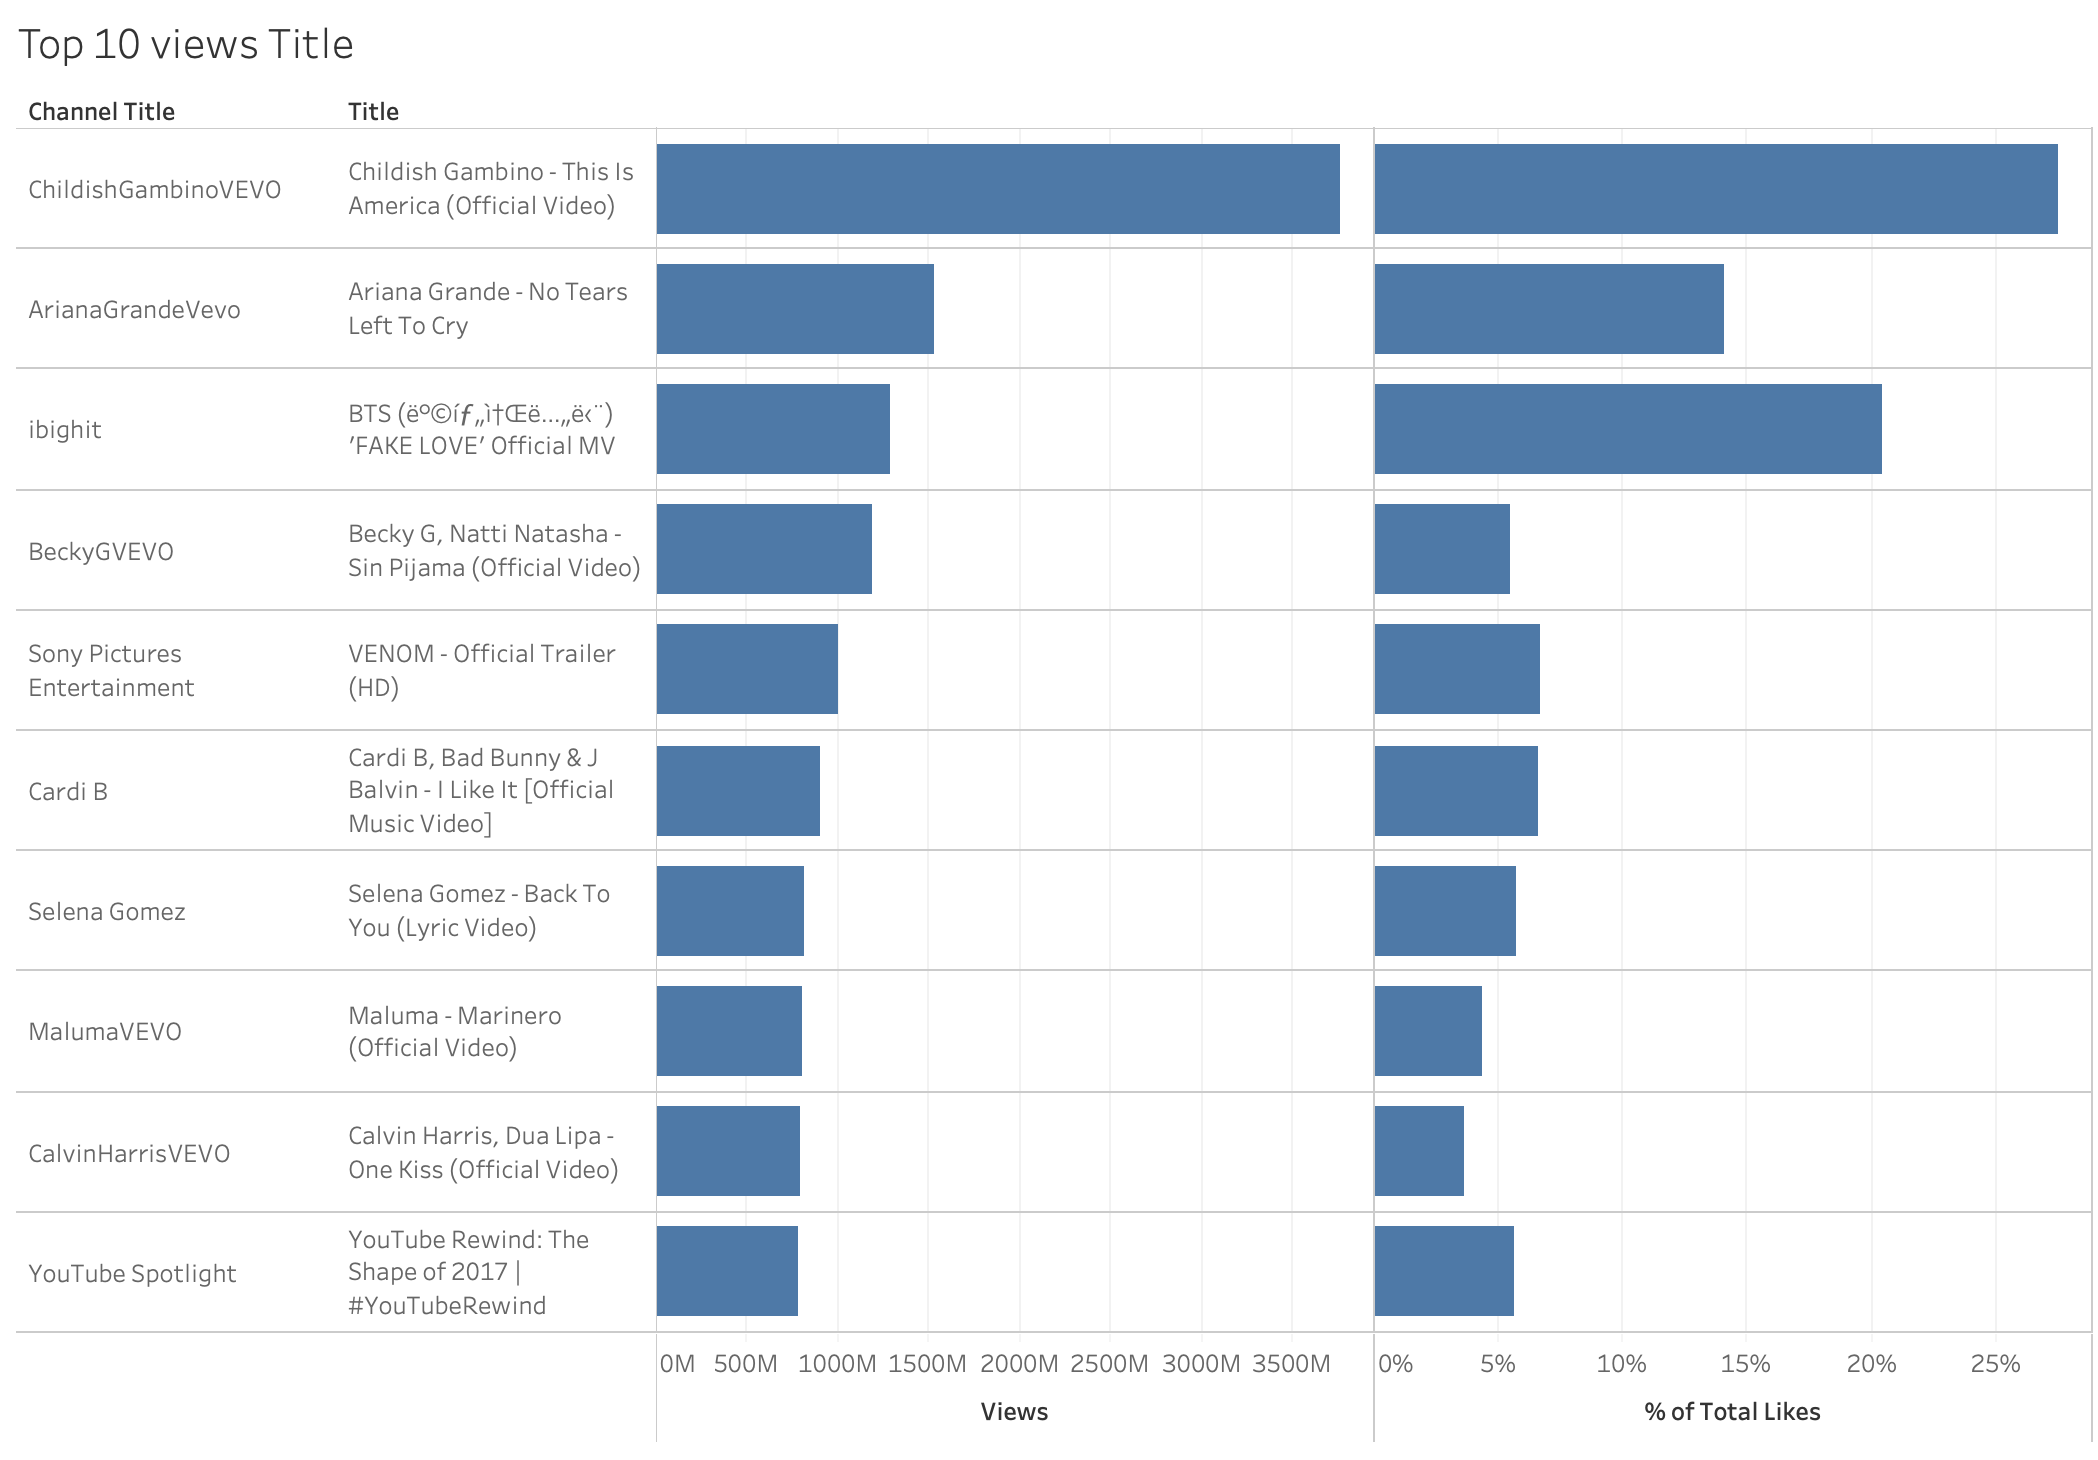 Top 10 views Title
Channel Title Title
ChildishGambinoVEVO
Childish Gambino - This Is
America (Official Video)
ArianaGrandeVevo
Ariana Grande - No Tears
Left To Cry
ibighit
BTS (ë°©íƒ„ì†Œë…„ë‹¨)
'FAKE LOVE' Official MV
BeckyGVEVO
Becky G, Natti Natasha -
Sin Pijama (Official Video)
Sony Pictures
Entertainment
VENOM - Official Trailer
(HD)
Cardi B
Cardi B, Bad Bunny & J
Balvin - I Like It [Official
Music Video]
Selena Gomez
Selena Gomez - Back To
You (Lyric Video)
MalumaVEVO
Maluma - Marinero
(Official Video)
CalvinHarrisVEVO
Calvin Harris, Dua Lipa -
One Kiss (Official Video)
YouTube Spotlight
YouTube Rewind: The
Shape of 2017 |
#YouTubeRewind
0M 500M 1000M 1500M 2000M 2500M 3000M 3500M 0% 5% 10% 15% 20% 25%
Views % of Total Likes